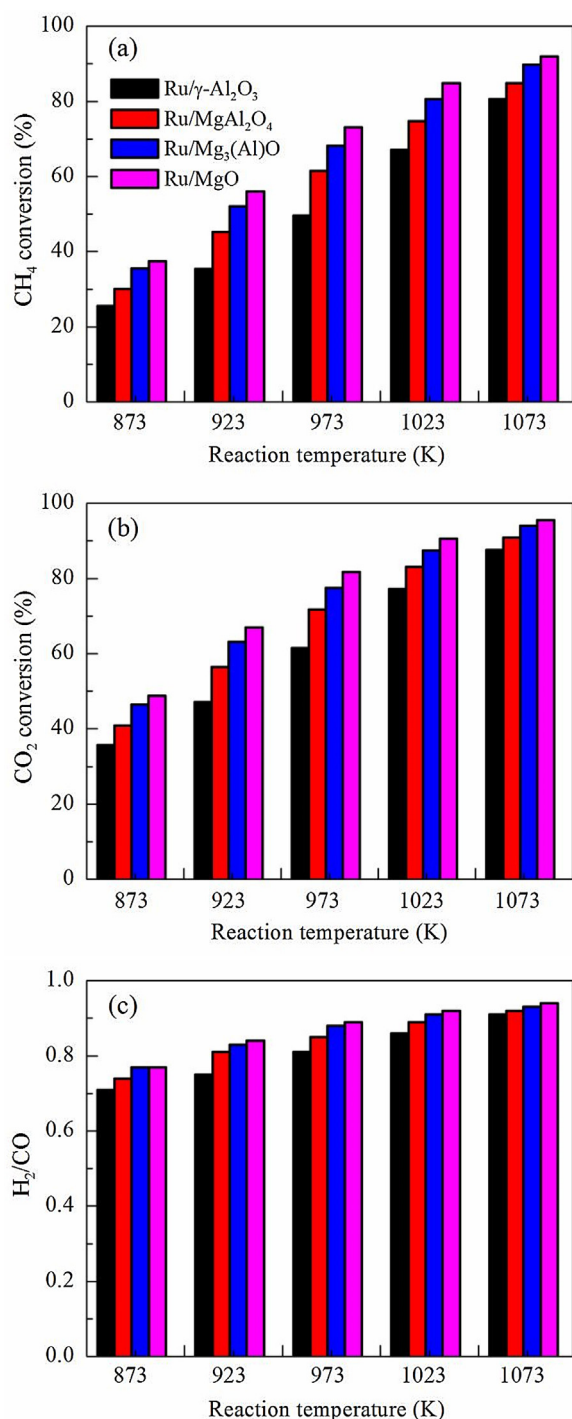 (a)
Ru/γ-Al₂O₃
Ru/MgAl₂O₄
Ru/Mg₃(Al)O
Ru/MgO
CH₄ conversion (%)
100
80
60
40
20
0
873 923 973 1023 1073
Reaction temperature (K)
(b)
CO₂ conversion (%)
100
80
60
40
20
0
873 923 973 1023 1073
Reaction temperature (K)
(c)
H₂/CO
1.0
0.8
0.6
0.4
0.2
0.0
873 923 973 1023 1073
Reaction temperature (K)